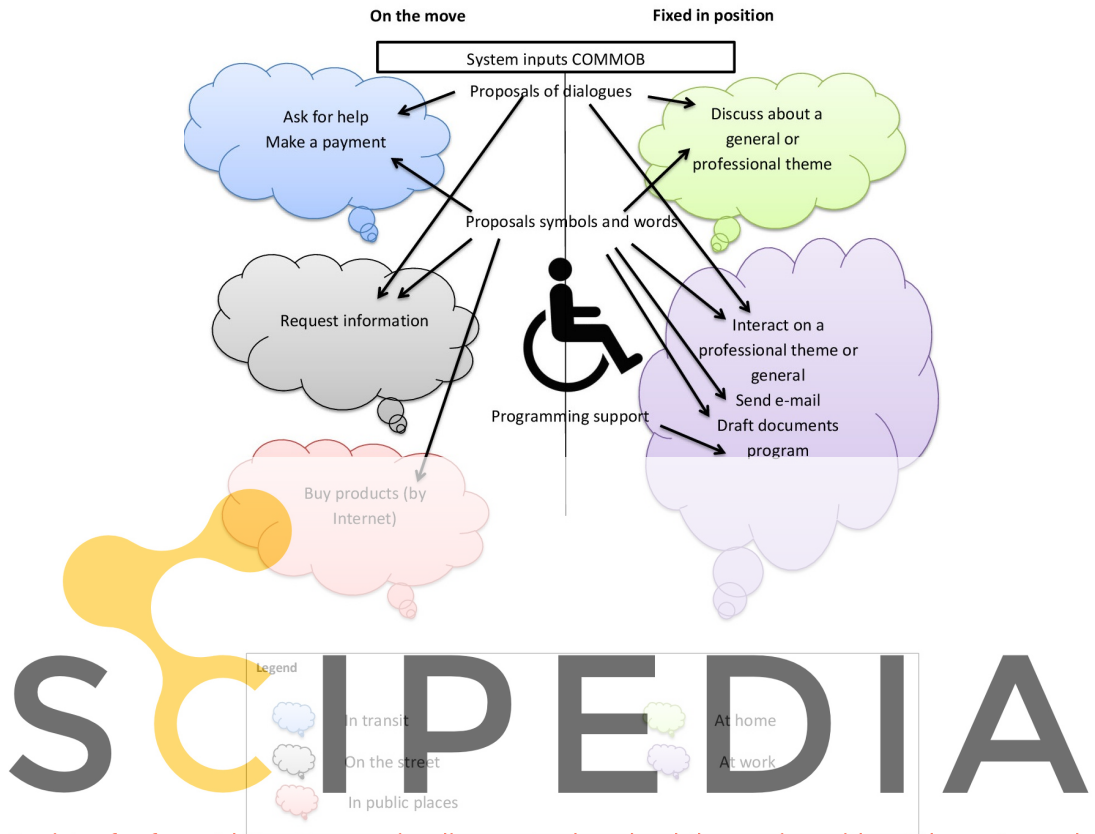 On the move
Fixed in position
System inputs COMMOB
Proposals of dialogues
Ask for help
Make a payment
Discuss about a
general or
professional theme
Proposals symbols and words
Request information
Interact on a
professional theme or
general
Send e-mail
Draft documents
program
Programming support
Buy products (by
Internet)
Legend
In transit
On the street
In public places
At home
At work
SCIPEDIA